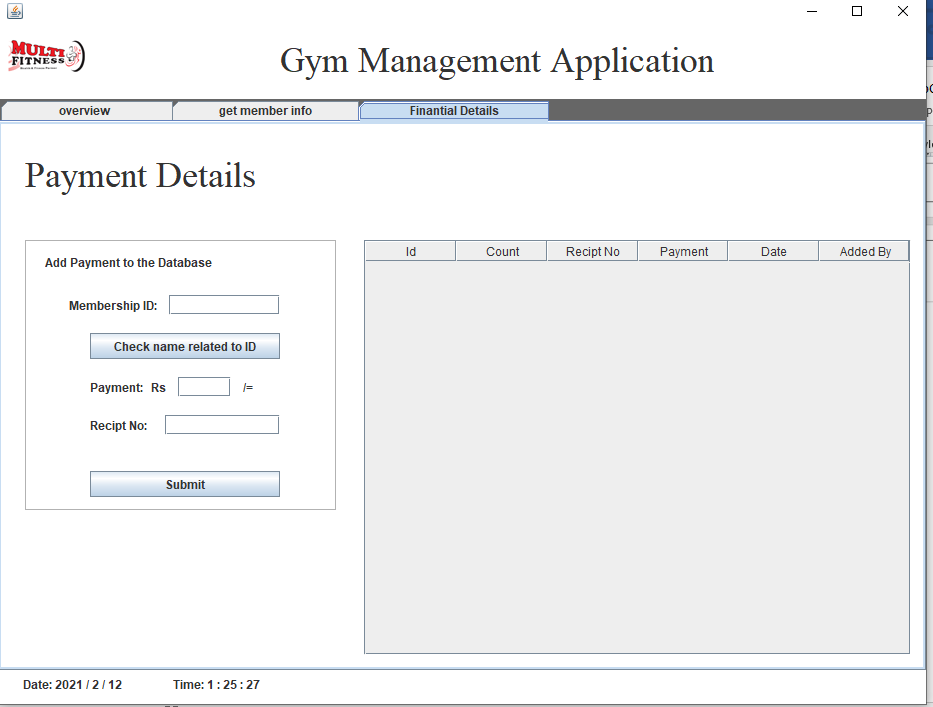 MULTI
FITNESS
Gym Management Application
overview get member info Finantial Details
Payment Details
Add Payment to the Database
Membership ID:
Check name related to ID
Payment: Rs /=
Recipt No:
Submit
Id Count Recipt No Payment Date Added By
Date: 2021 / 2 / 12 Time: 1 : 25 : 27